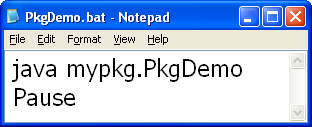 PkgDemo.bat - Notepad
File Edit Format View Help
java mypkg.PkgDemo
Pause